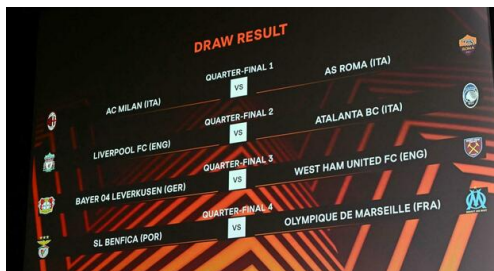 DRAW RESULT
QUARTER-FINAL 1
AC MILAN (ITA) VS AS ROMA (ITA)
QUARTER-FINAL 2
LIVERPOOL FC (ENG) VS ATALANTA BC (ITA)
QUARTER-FINAL 3
BAYER 04 LEVERKUSEN (GER) VS WEST HAM UNITED FC (ENG)
QUARTER-FINAL 4
SL BENFICA (POR) VS OLYMPIQUE DE MARSEILLE (FRA)